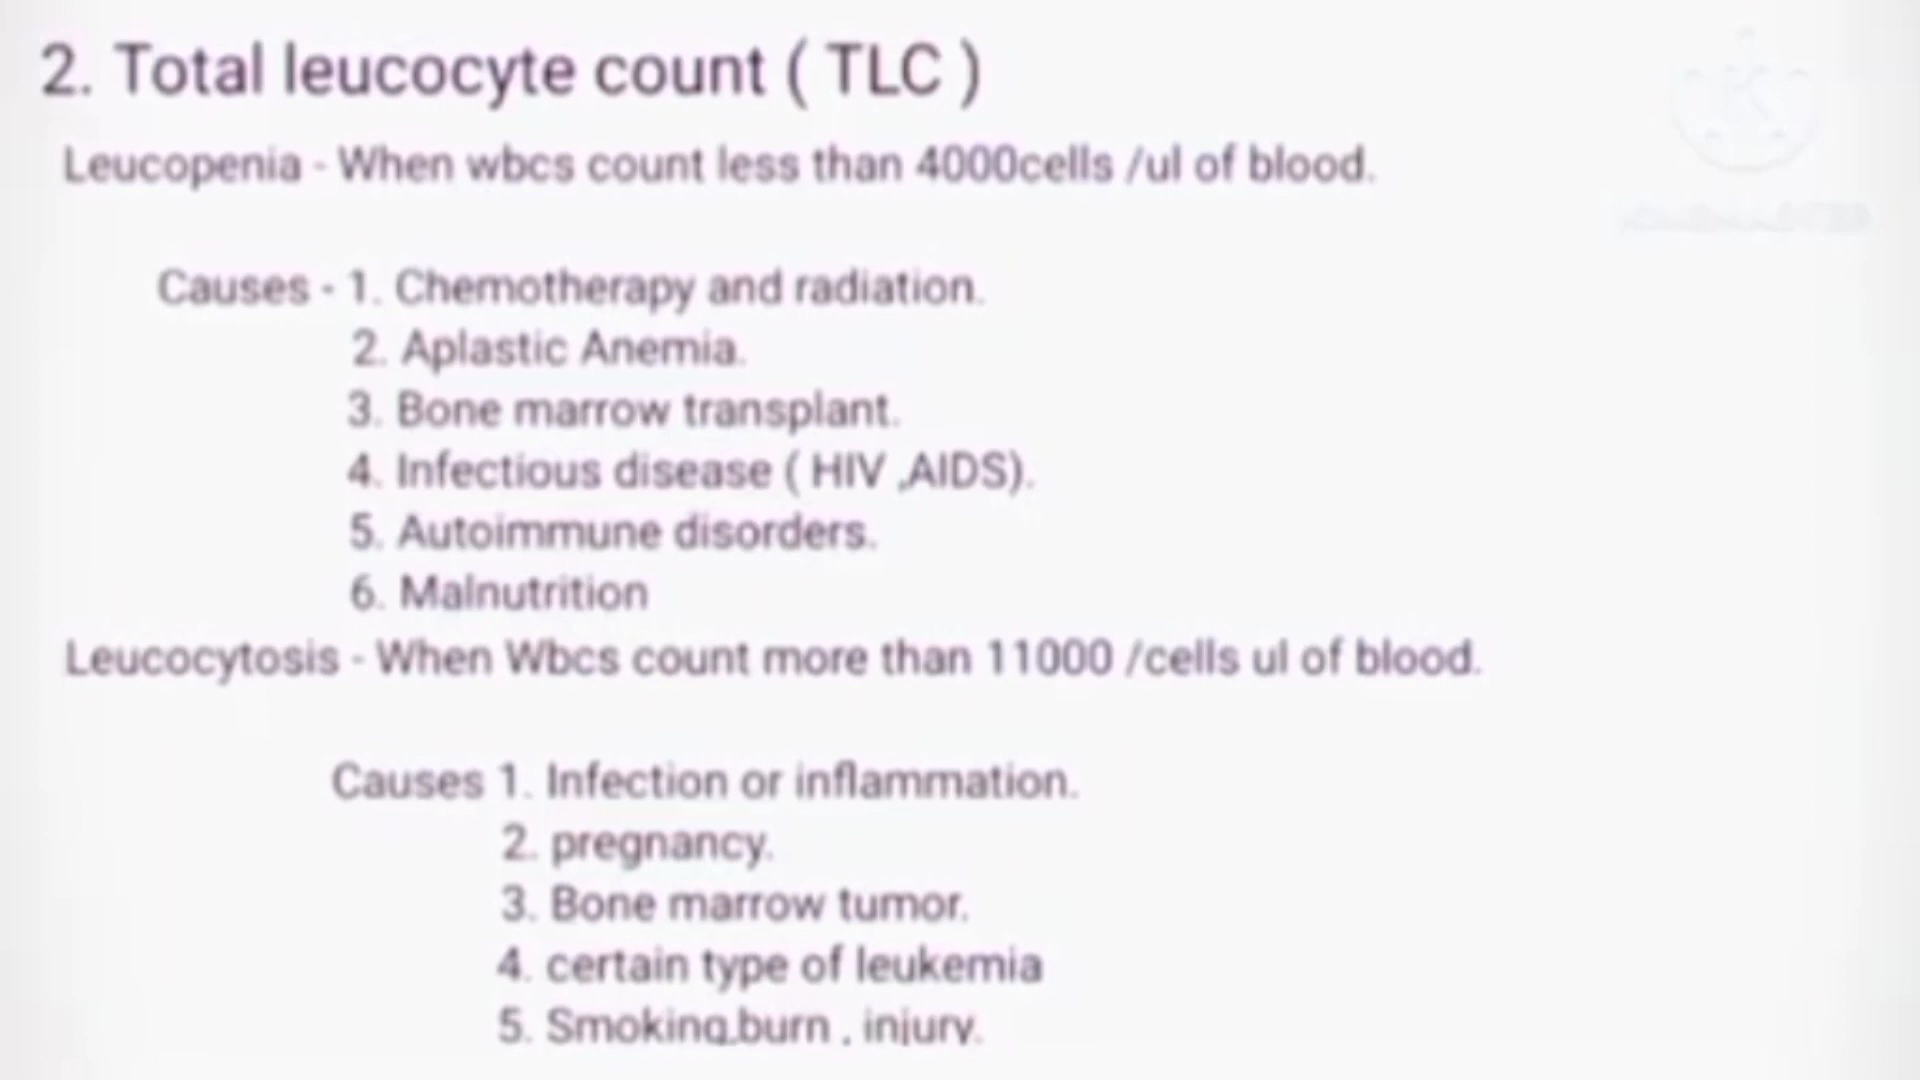 2. Total leucocyte count ( TLC )
Leucopenia - When wbcs count less than 4000cells /ul of blood.
Causes - 1. Chemotherapy and radiation.
2. Aplastic Anemia.
3. Bone marrow transplant.
4. Infectious disease ( HIV ,AIDS).
5. Autoimmune disorders.
6. Malnutrition
Leucocytosis - When Wbcs count more than 11000 /cells ul of blood.
Causes 1. Infection or inflammation.
2. pregnancy.
3. Bone marrow tumor.
4. certain type of leukemia
5. Smoking,burn , injury.